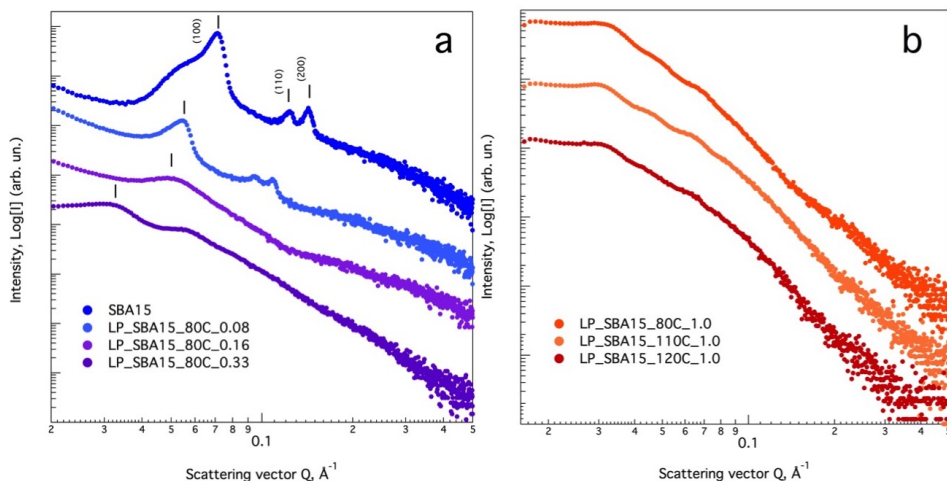 a
(100)
(110)
(200)
Intensity, Log[I] (arb. un.)
SBA15
LP_SBA15_80C_0.08
LP_SBA15_80C_0.16
LP_SBA15_80C_0.33
2 3 4 5 6 7 8 9 0.1 2 3 4 5
Scattering vector Q, Å-1
b
Intensity, Log[I] (arb. un.)
LP_SBA15_80C_1.0
LP_SBA15_110C_1.0
LP_SBA15_120C_1.0
2 3 4 5 6 7 8 9 0.1 2 3 4
Scattering vector Q, Å-1